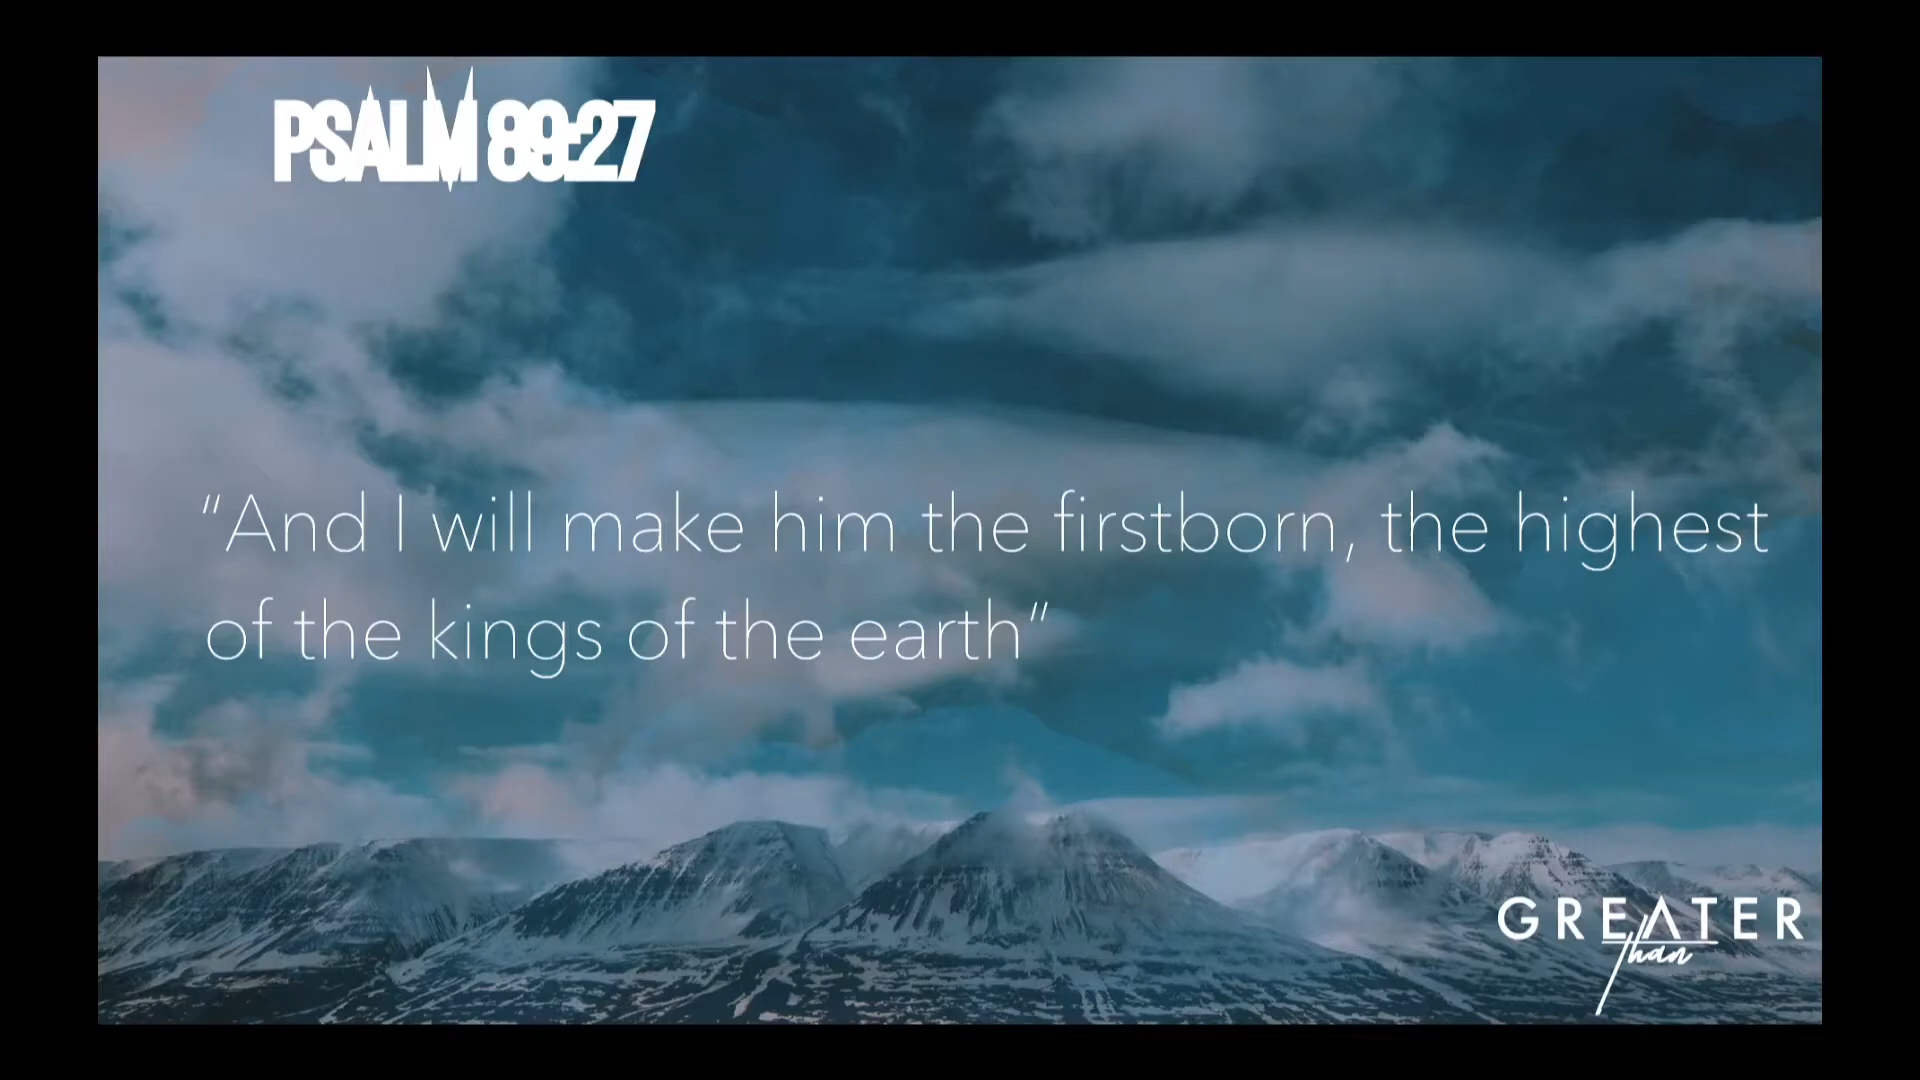 PSALM 89:27
“And I will make him the firstborn, the highest
of the kings of the earth”
GREATER
than